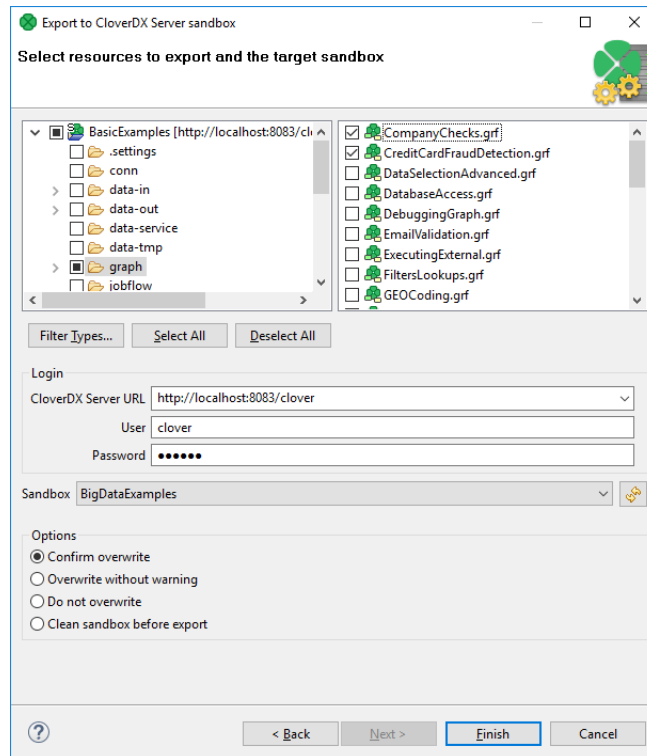 Export to CloverDX Server sandbox
Select resources to export and the target sandbox
BasicExamples [http://localhost:8083/cl
.settings
conn
data-in
data-out
data-service
data-tmp
graph
jobflow
CompanyChecks.grf
CreditCardFraudDetection.grf
DataSelectionAdvanced.grf
DatabaseAccess.grf
DebuggingGraph.grf
EmailValidation.grf
ExecutingExternal.grf
FiltersLookups.grf
GEOCoding.grf
Filter Types...
Select All
Deselect All
Login
CloverDX Server URL http://localhost:8083/clover
User clover
Password ●●●●●●
Sandbox BigDataExamples
Options
Confirm overwrite
Overwrite without warning
Do not overwrite
Clean sandbox before export
? < Back Next > Finish Cancel